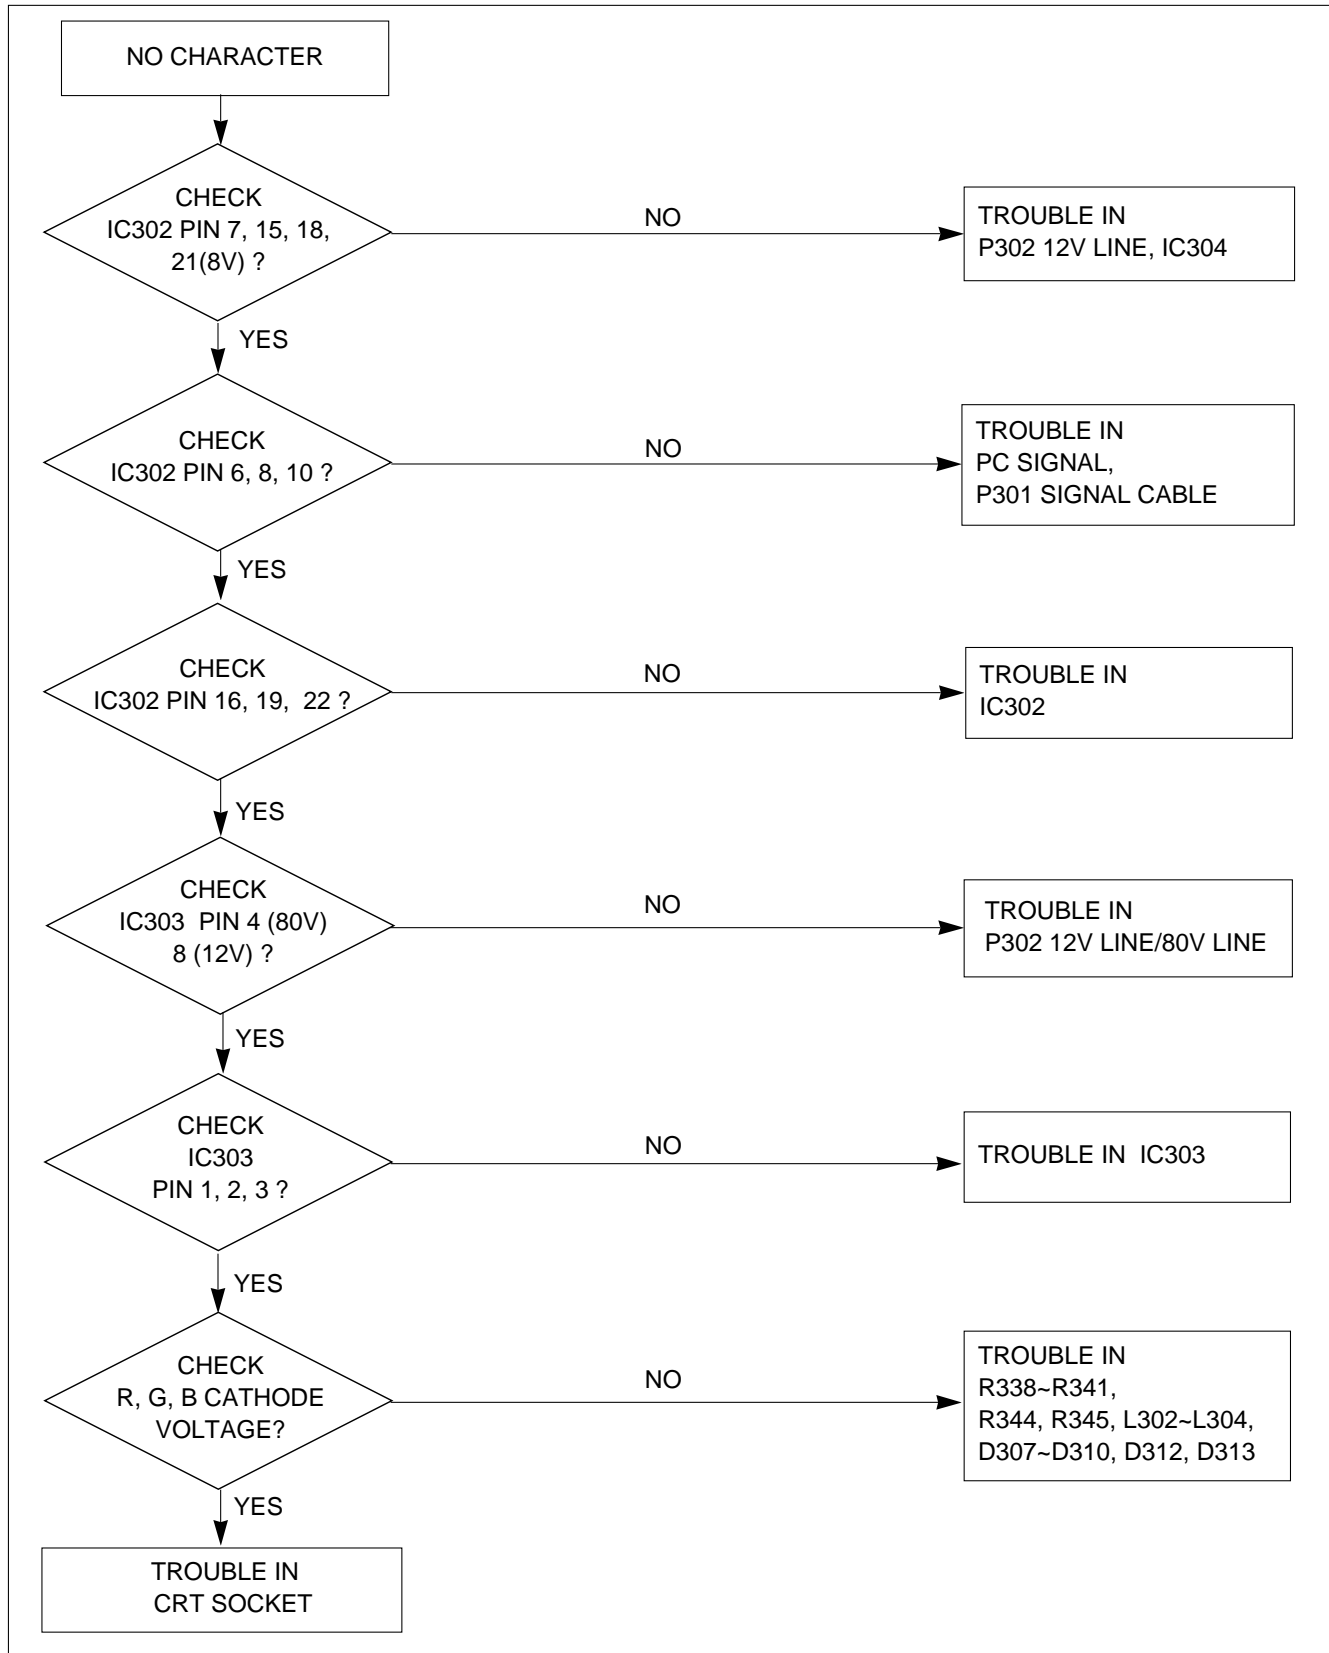 NO CHARACTER
CHECK
IC302 PIN 7, 15, 18,
21(8V) ?
NO
TROUBLE IN
P302 12V LINE, IC304
YES
CHECK
IC302 PIN 6, 8, 10 ?
NO
TROUBLE IN
PC SIGNAL,
P301 SIGNAL CABLE
YES
CHECK
IC302 PIN 16, 19, 22 ?
NO
TROUBLE IN
IC302
YES
CHECK
IC303 PIN 4 (80V)
8 (12V) ?
NO
TROUBLE IN
P302 12V LINE/80V LINE
YES
CHECK
IC303
PIN 1, 2, 3 ?
NO
TROUBLE IN IC303
YES
CHECK
R, G, B CATHODE
VOLTAGE?
NO
TROUBLE IN
R338~R341,
R344, R345, L302~L304,
D307~D310, D312, D313
YES
TROUBLE IN
CRT SOCKET